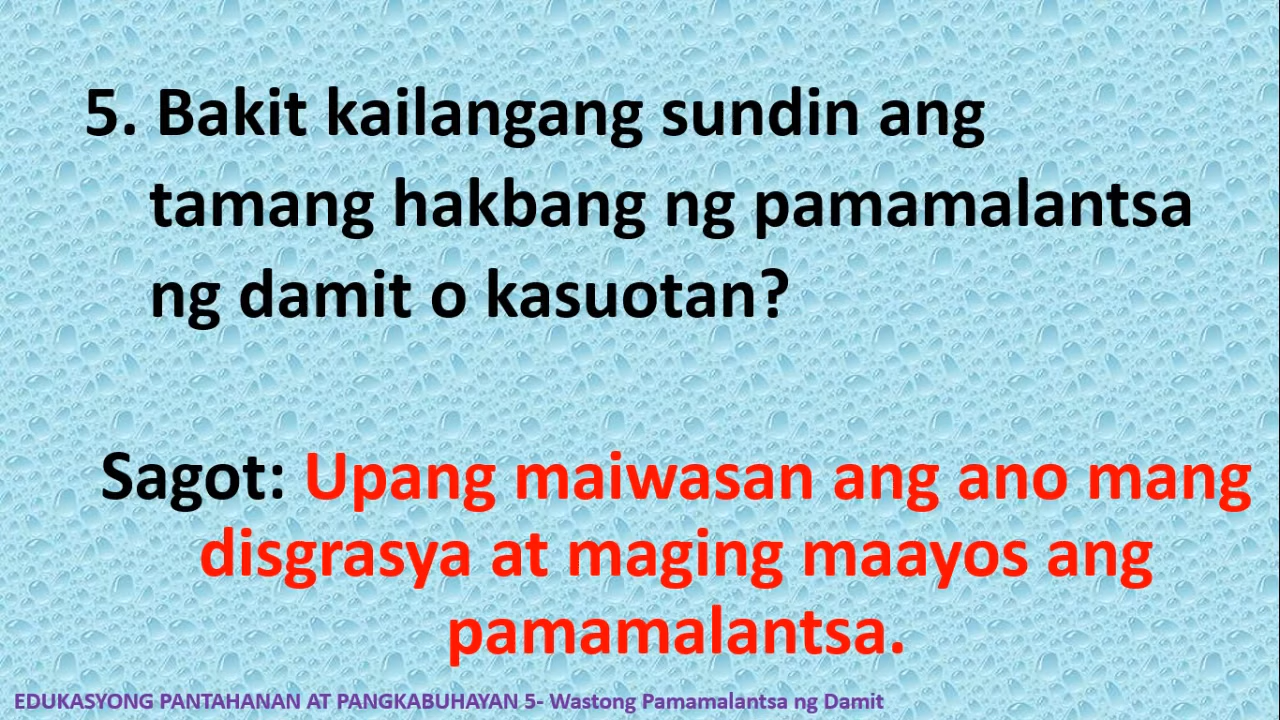 5. Bakit kailangang sundin ang
tamang hakbang ng pamamalantsa
ng damit o kasuotan?
Sagot: Upang maiwasan ang ano mang
disgrasya at maging maayos ang
pamamalantsa.
EDUKASYONG PANTAHANAN AT PANGKABUHAYAN 5- Wastong Pamamalantsa ng Damit